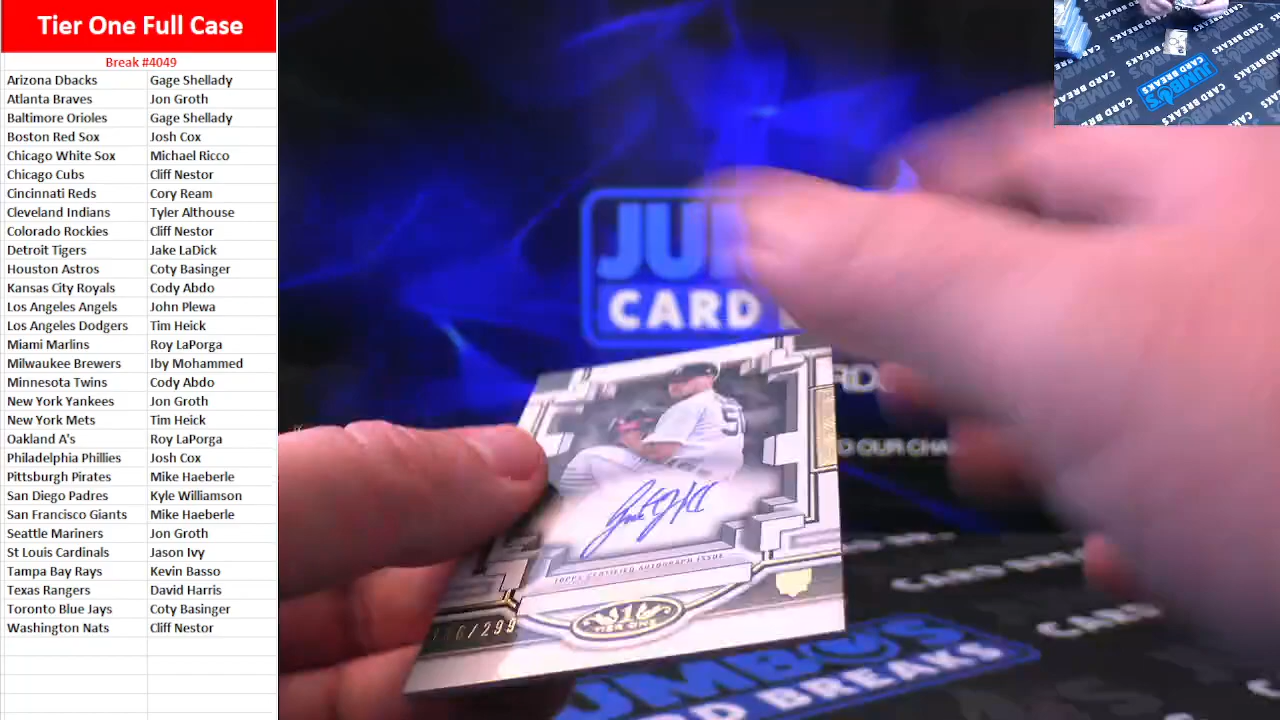 Tier One Full Case
Break #4049
Arizona Dbacks Gage Shellady
Atlanta Braves Jon Groth
Baltimore Orioles Gage Shellady
Boston Red Sox Josh Cox
Chicago White Sox Michael Ricco
Chicago Cubs Cliff Nestor
Cincinnati Reds Cory Ream
Cleveland Indians Tyler Althouse
Colorado Rockies Cliff Nestor
Detroit Tigers Jake LaDick
Houston Astros Coty Basinger
Kansas City Royals Cody Abdo
Los Angeles Angels John Plewa
Los Angeles Dodgers Tim Heick
Miami Marlins Roy LaPorga
Milwaukee Brewers Iby Mohammed
Minnesota Twins Cody Abdo
New York Yankees Jon Groth
New York Mets Tim Heick
Oakland A's Roy LaPorga
Philadelphia Phillies Josh Cox
Pittsburgh Pirates Mike Haeberle
San Diego Padres Kyle Williamson
San Francisco Giants Mike Haeberle
Seattle Mariners Jon Groth
St Louis Cardinals Jason Ivy
Tampa Bay Rays Kevin Basso
Texas Rangers David Harris
Toronto Blue Jays Coty Basinger
Washington Nats Cliff Nestor
JUMBO'S
CARD BREAKS
CARD
O OUR CHA
TOPPS CERTIFIED AUTOGRAPH ISSUE
1
TIER ONE
/299
UMBO'S
CARD BREAKS